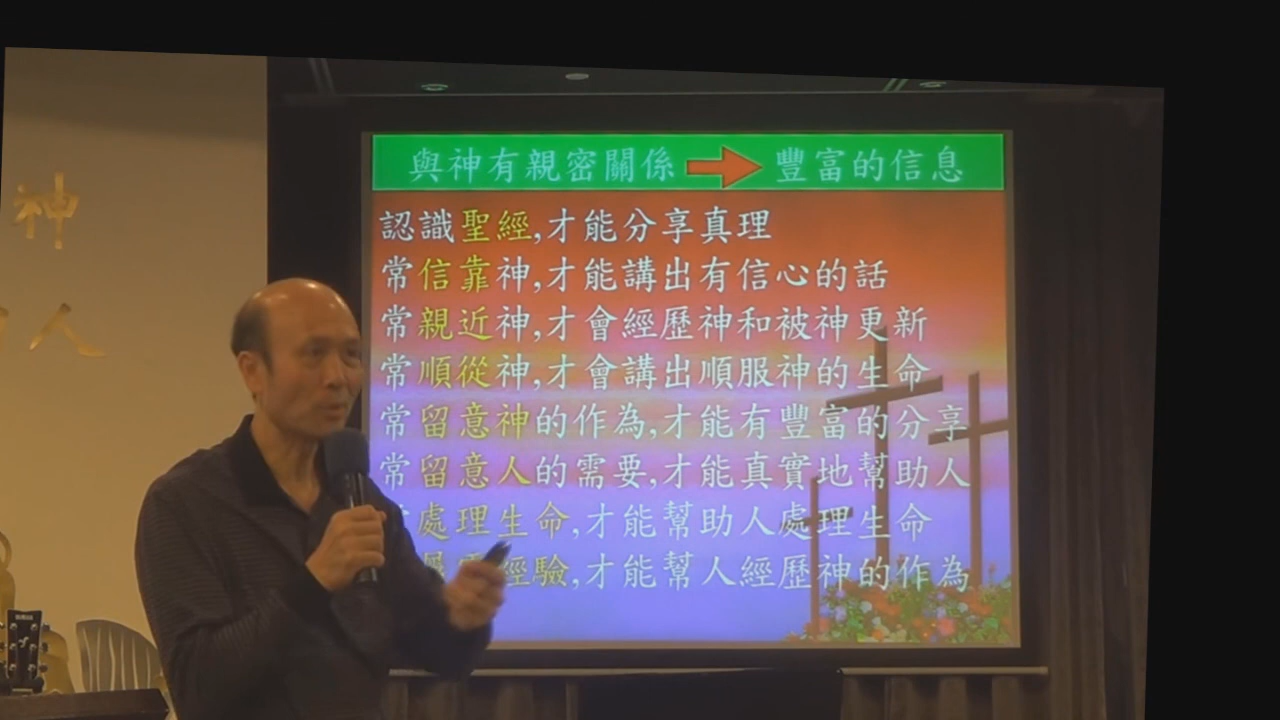 神
人
與神有親密關係 豐富的信息
認識聖經,才能分享真理
常信靠神,才能講出有信心的話
常親近神,才會經歷神和被神更新
常順從神,才會講出順服神的生命
常留意神的作為,才能有豐富的分享
常留意人的需要,才能真實地幫助人
處理生命,才能幫助人處理生命
經驗,才能幫人經歷神的作為